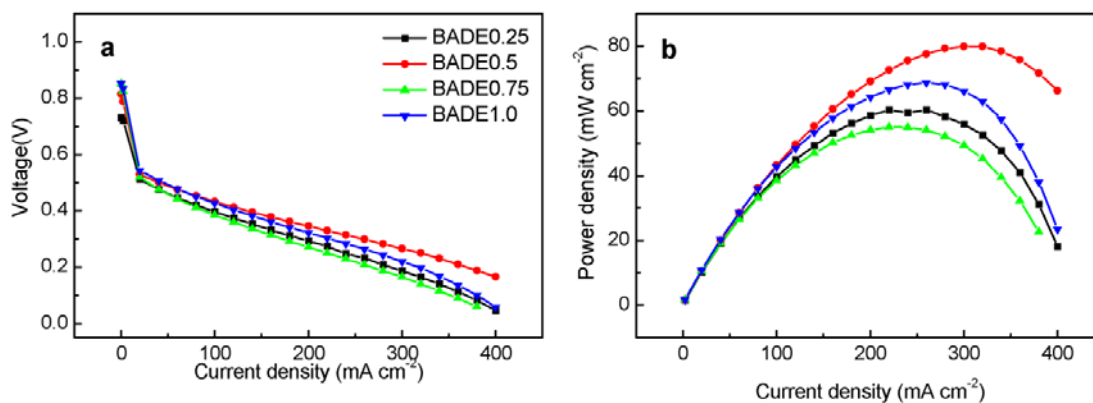 a
BADE0.25
BADE0.5
BADE0.75
BADE1.0
Voltage(V)
1.0
0.8
0.6
0.4
0.2
0.0
0 100 200 300 400
Current density (mA cm⁻²)
b
Power density (mW cm⁻²)
80
60
40
20
0
0 100 200 300 400
Current density (mA cm⁻²)